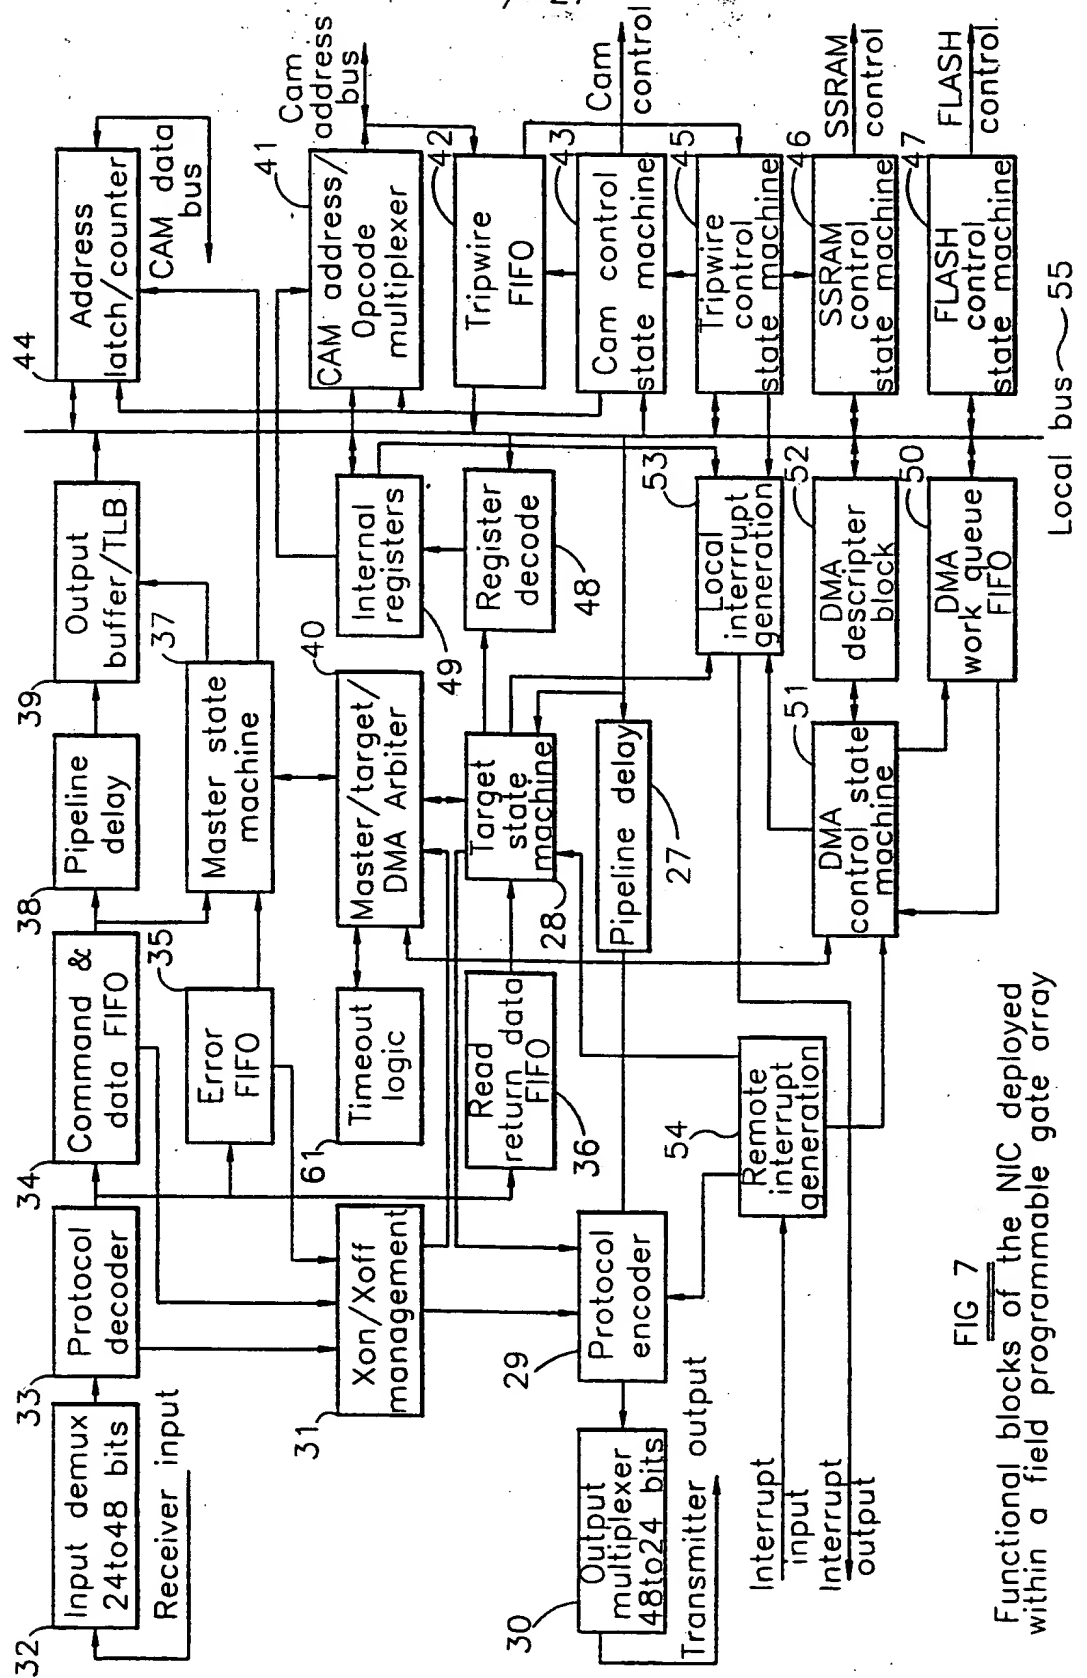 32
Input demux
24to48 bits
Receiver input
33
Protocol
decoder
34
Command &
data FIFO
38
Pipeline
delay
39
Output
buffer/TLB
44
Address
latch/counter
CAM data
bus
35
Error
FIFO
37
Master state
machine
31
Xon/Xoff
management
61
Timeout
logic
40
Master/target/
DMA Arbiter
49
Internal
registers
41
CAM address/
Opcode
multiplexer
Cam
address
bus
36
Read
return data
FIFO
28
Target
state
machine
48
Register
decode
42
Tripwire
FIFO
30
Output
multiplexer
48to24 bits
Transmitter output
29
Protocol
encoder
27
Pipeline delay
43
Cam control
state machine
Cam
control
54
Remote
interrupt
generation
Interrupt
input
Interrupt
output
53
Local
interrrupt
generation
45
Tripwire
control
state machine
51
DMA
control state
machine
52
DMA
descripter
block
46
SSRAM
control
state machine
SSRAM
control
50
DMA
work queue
FIFO
47
FLASH
control
state machine
FLASH
control
Local bus 55
FIG 7
Functional blocks of the NIC deployed
within a field programmable gate array